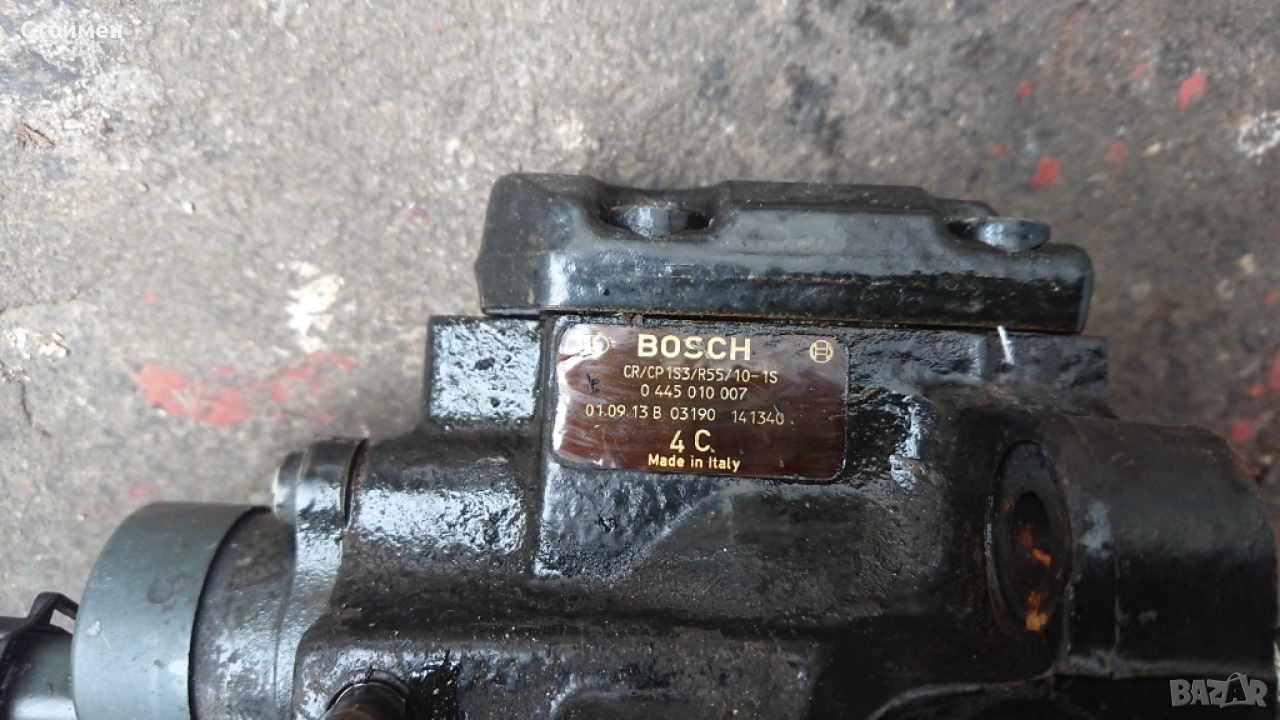 Стоимен
BOSCH
CR/CP1S3/R55/10-1S
0 445 010 007
01.09 13 B 03190 141340
4 C.
Made in Italy
BAZAR